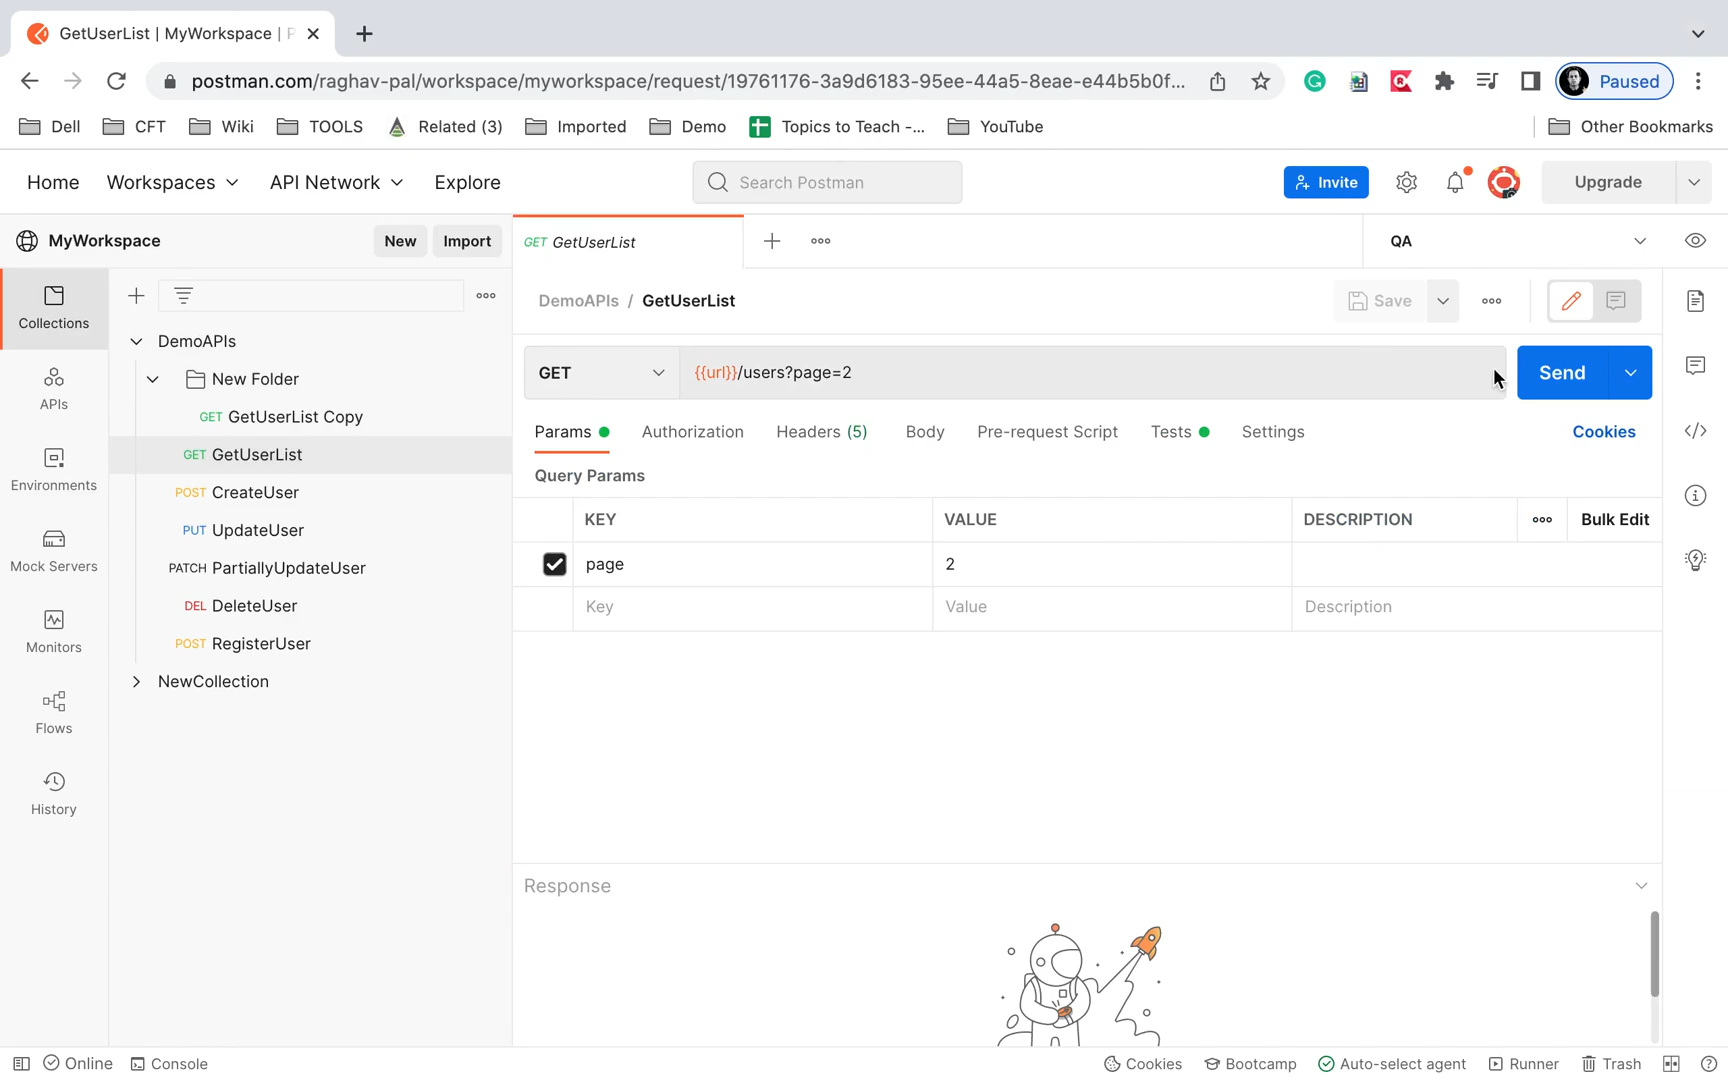 GetUserList | MyWorkspace | P
postman.com/raghav-pal/workspace/myworkspace/request/19761176-3a9d6183-95ee-44a5-8eae-e44b5b0f...
Paused
Dell
CFT
Wiki
TOOLS
Related (3)
Imported
Demo
Topics to Teach -...
YouTube
Other Bookmarks
Home
Workspaces
API Network
Explore
Search Postman
Invite
Upgrade
MyWorkspace
New
Import
GET GetUserList
QA
Collections
APIs
Environments
Mock Servers
Monitors
Flows
History
DemoAPIs
New Folder
GET GetUserList Copy
GET GetUserList
POST CreateUser
PUT UpdateUser
PATCH PartiallyUpdateUser
DEL DeleteUser
POST RegisterUser
NewCollection
DemoAPIs / GetUserList
Save
GET
{{url}}/users?page=2
Send
Params
Authorization
Headers (5)
Body
Pre-request Script
Tests
Settings
Cookies
Query Params
KEY
VALUE
DESCRIPTION
Bulk Edit
page
2
Key
Value
Description
Response
Online
Console
Cookies
Bootcamp
Auto-select agent
Runner
Trash